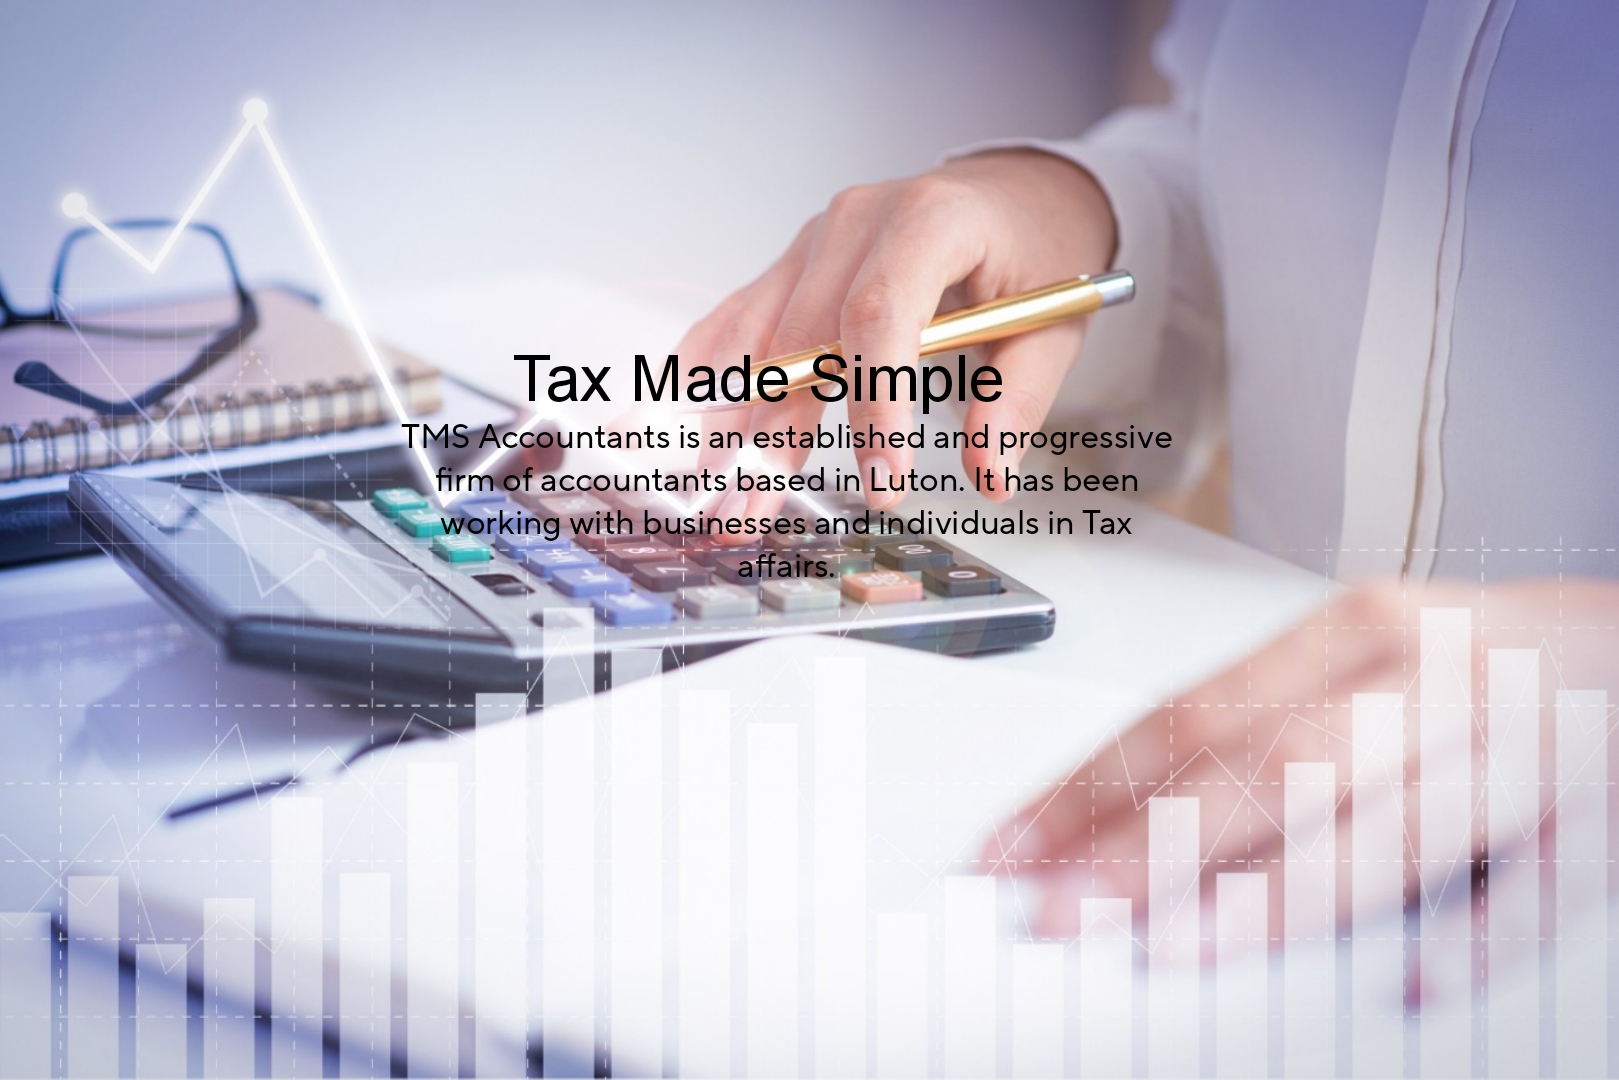 Tax Made Simple
TMS Accountants is an established and progressive
firm of accountants based in Luton. It has been
working with businesses and individuals in Tax
affairs.